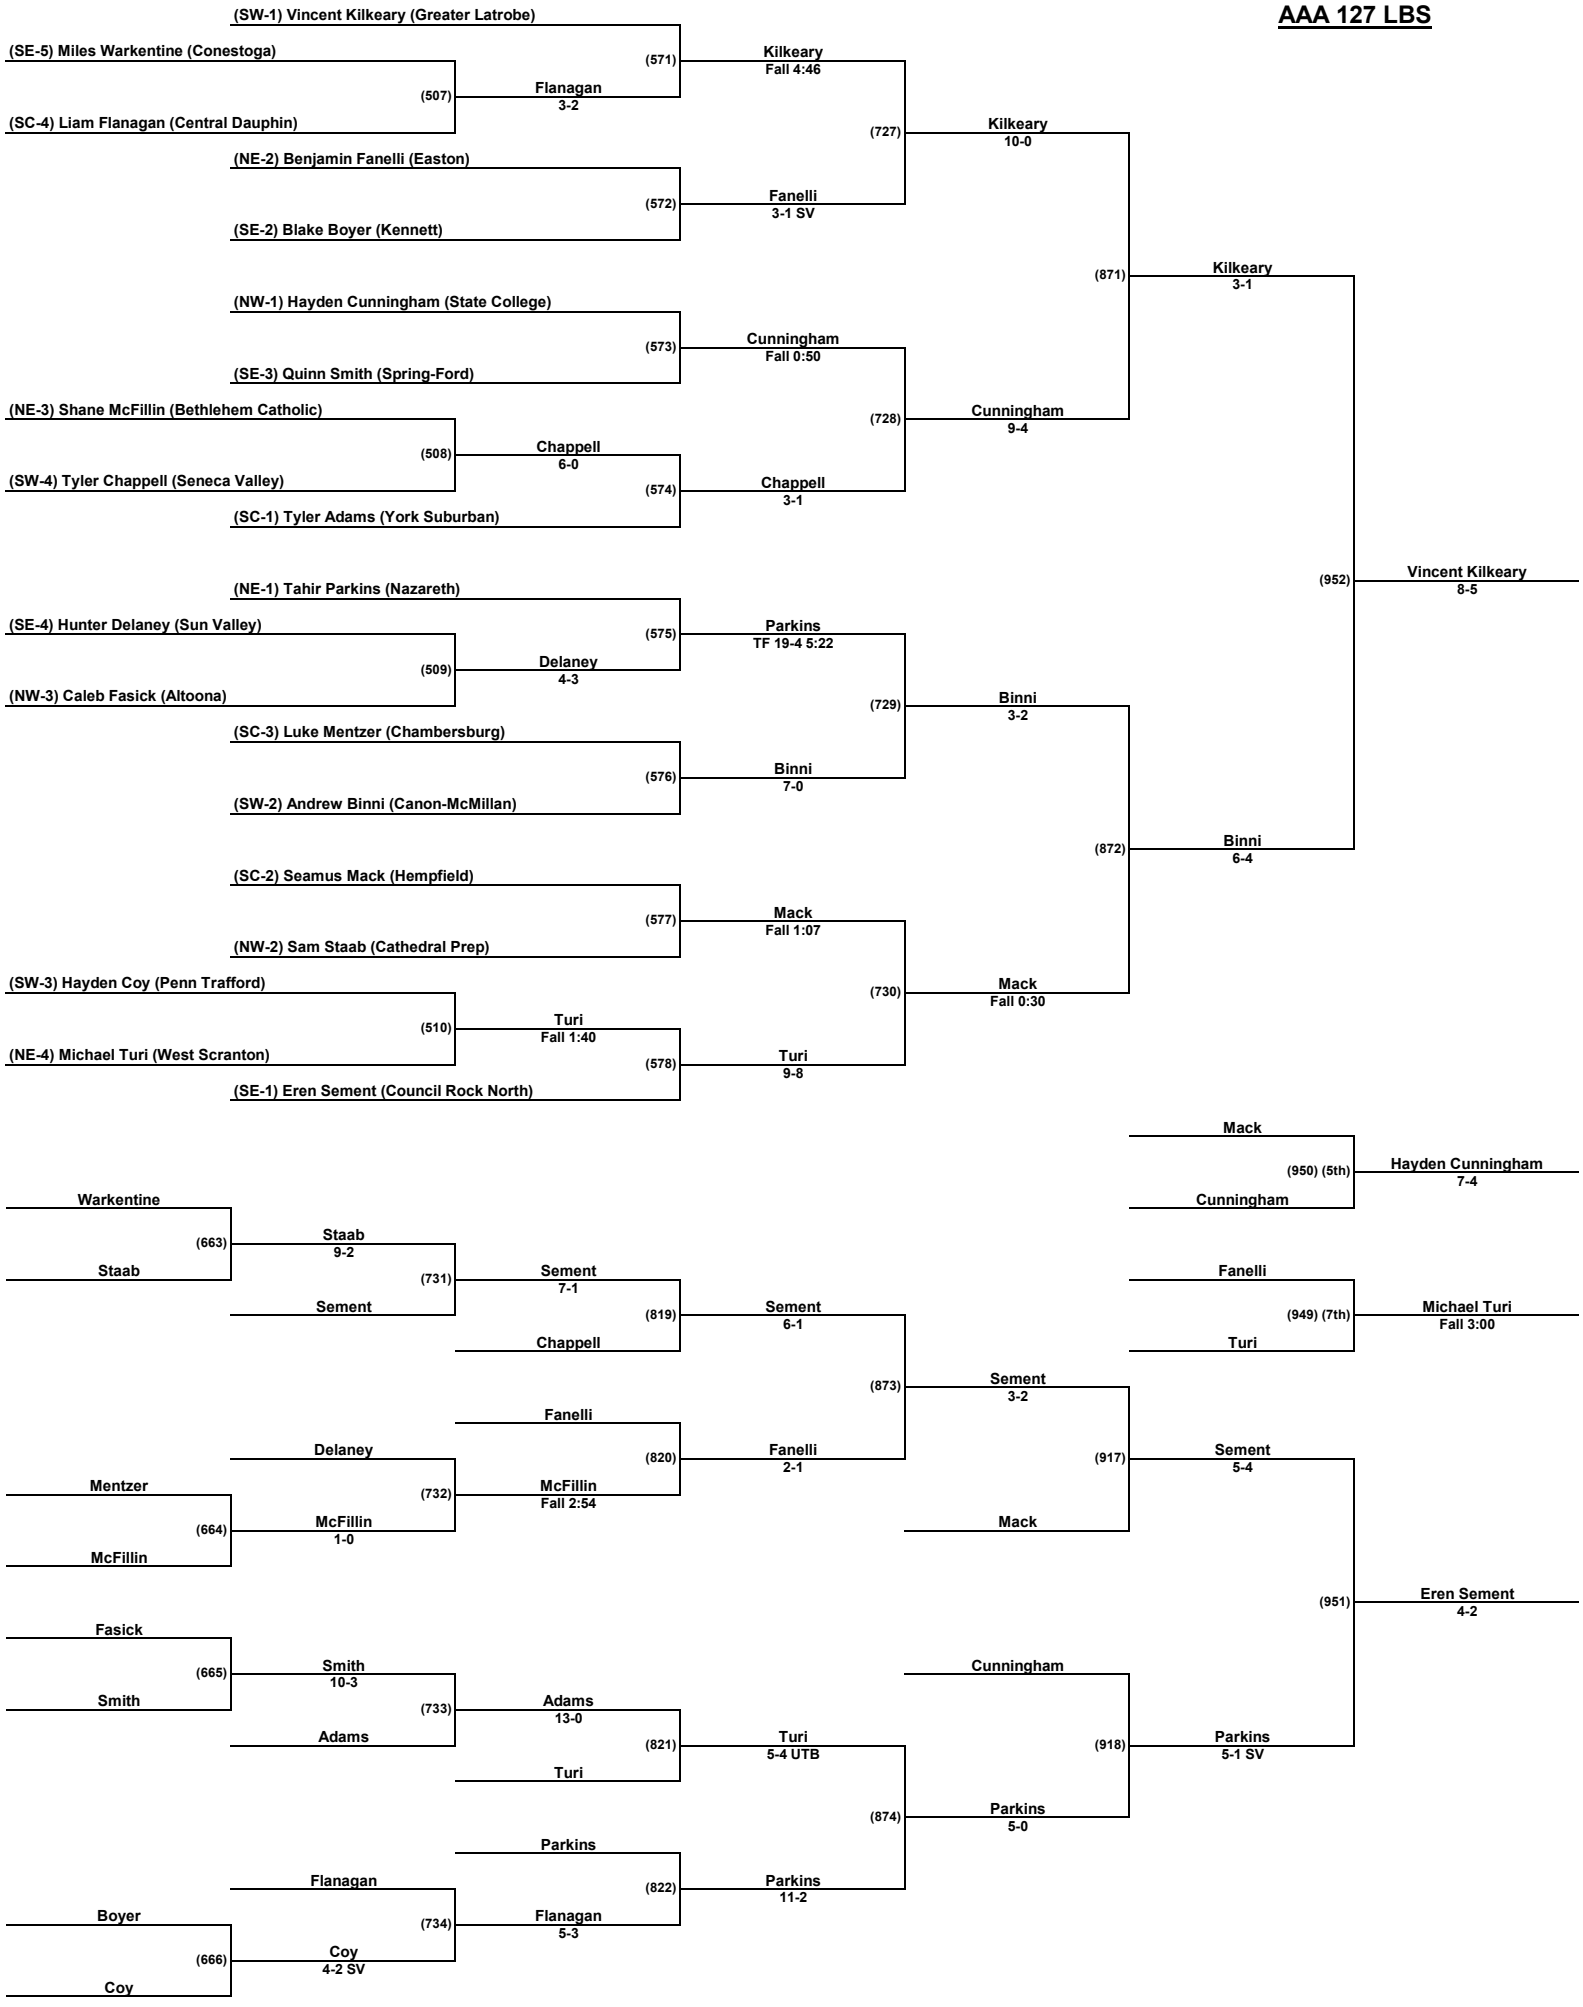 (SW-1) Vincent Kilkeary (Greater Latrobe)
AAA 127 LBS
(SE-5) Miles Warkentine (Conestoga)
(571)
Kilkeary
Fall 4:46
(507)
Flanagan
3-2
(SC-4) Liam Flanagan (Central Dauphin)
(727)
Kilkeary
10-0
(NE-2) Benjamin Fanelli (Easton)
(572)
Fanelli
3-1 SV
(SE-2) Blake Boyer (Kennett)
(871)
Kilkeary
3-1
(NW-1) Hayden Cunningham (State College)
(573)
Cunningham
Fall 0:50
(SE-3) Quinn Smith (Spring-Ford)
(NE-3) Shane McFillin (Bethlehem Catholic)
(728)
Cunningham
9-4
(508)
Chappell
6-0
(SW-4) Tyler Chappell (Seneca Valley)
(574)
Chappell
3-1
(SC-1) Tyler Adams (York Suburban)
(952)
Vincent Kilkeary
8-5
(NE-1) Tahir Parkins (Nazareth)
(SE-4) Hunter Delaney (Sun Valley)
(575)
Parkins
TF 19-4 5:22
(509)
Delaney
4-3
(NW-3) Caleb Fasick (Altoona)
(729)
Binni
3-2
(SC-3) Luke Mentzer (Chambersburg)
(576)
Binni
7-0
(SW-2) Andrew Binni (Canon-McMillan)
(872)
Binni
6-4
(SC-2) Seamus Mack (Hempfield)
(577)
Mack
Fall 1:07
(NW-2) Sam Staab (Cathedral Prep)
(SW-3) Hayden Coy (Penn Trafford)
(730)
Mack
Fall 0:30
(510)
Turi
Fall 1:40
(NE-4) Michael Turi (West Scranton)
(578)
Turi
9-8
(SE-1) Eren Sement (Council Rock North)
Mack
(950) (5th)
Hayden Cunningham
7-4
Cunningham
Warkentine
(663)
Staab
9-2
Staab
(731)
Sement
7-1
Fanelli
Sement
(819)
Sement
6-1
(949) (7th)
Michael Turi
Fall 3:00
Chappell
Turi
(873)
Sement
3-2
Fanelli
Delaney
(820)
Fanelli
2-1
(917)
Sement
5-4
Mentzer
(732)
McFillin
Fall 2:54
(664)
McFillin
1-0
Mack
McFillin
(951)
Eren Sement
4-2
Fasick
(665)
Smith
10-3
Cunningham
Smith
(733)
Adams
13-0
Adams
(821)
Turi
5-4 UTB
(918)
Parkins
5-1 SV
Turi
(874)
Parkins
5-0
Parkins
Flanagan
(822)
Parkins
11-2
Boyer
(734)
Flanagan
5-3
(666)
Coy
4-2 SV
Coy